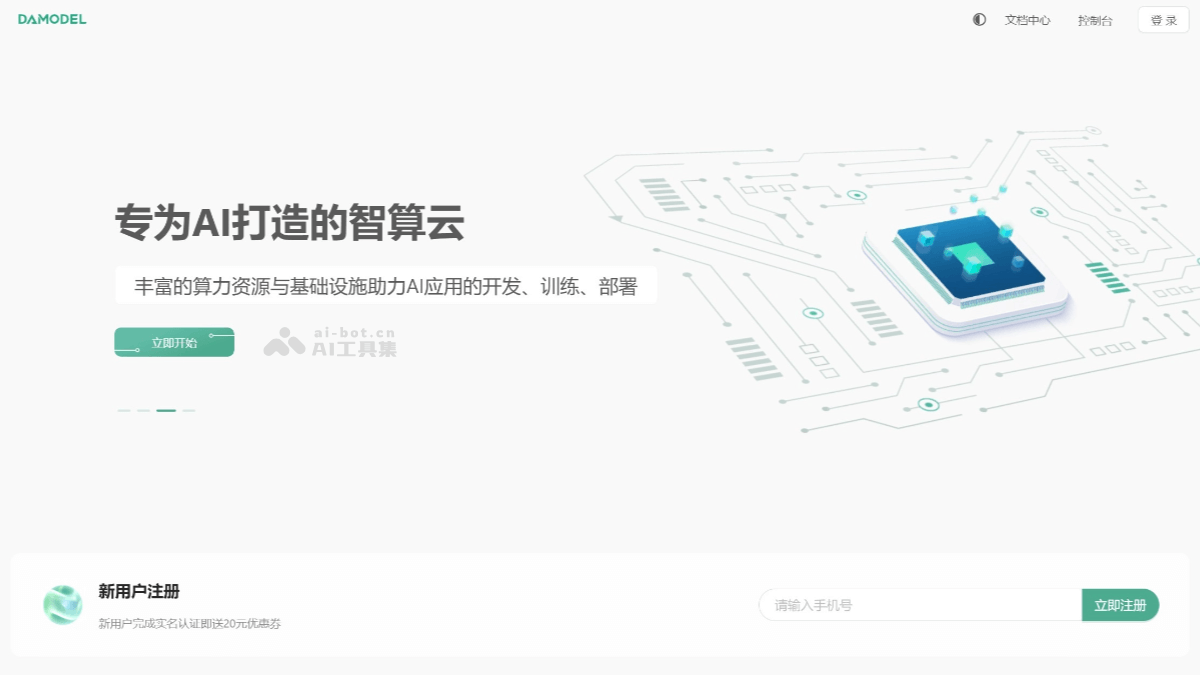 DAMODEL
文档中心
控制台
登 录
专为AI打造的智算云
丰富的算力资源与基础设施助力AI应用的开发、训练、部署
立即开始
ai-bot.cn
AI工具集
新用户注册
新用户完成实名认证即送20元优惠券
请输入手机号
立即注册